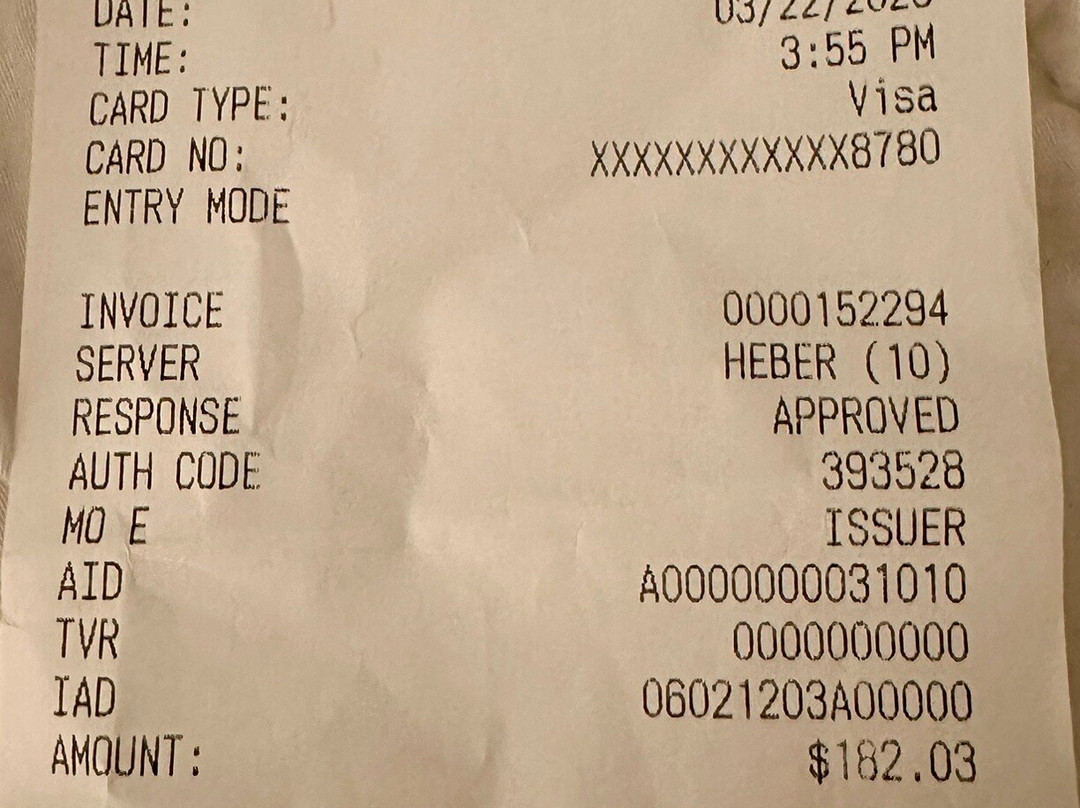 DATE:
TIME: 3:55 PM
CARD TYPE: Visa
CARD NO: XXXXXXXXXXXX8780
ENTRY MODE
INVOICE 0000152294
SERVER HEBER (10)
RESPONSE APPROVED
AUTH CODE 393528
MO E ISSUER
AID A0000000031010
TVR 0000000000
IAD 06021203A00000
AMOUNT: $182.03